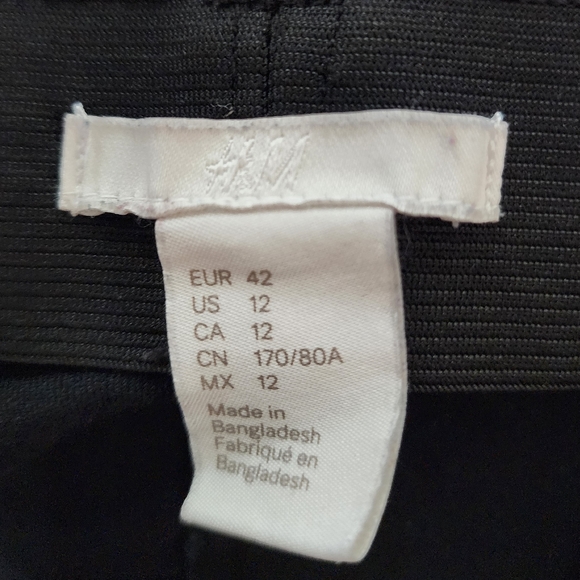 H&M
EUR 42
US 12
CA 12
CN 170/80A
MX 12
Made in
Bangladesh
Fabriqué en
Bangladesh